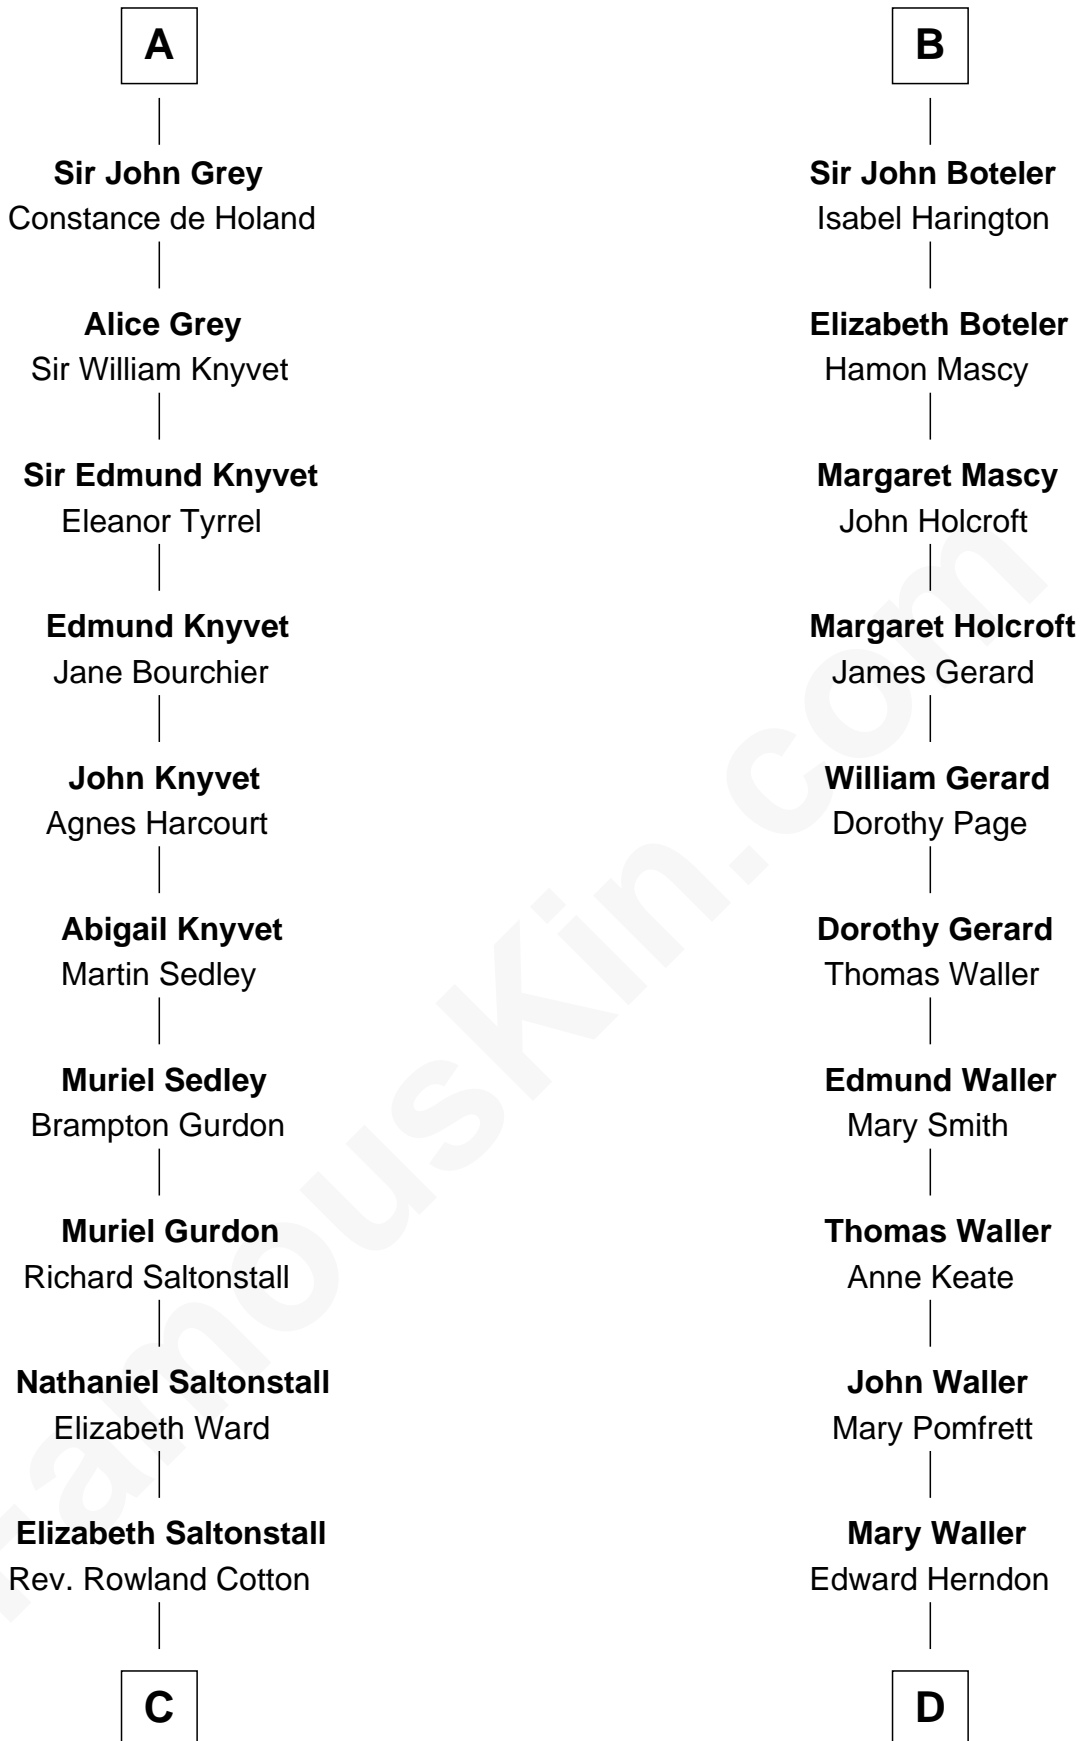 A
Sir John Grey
Constance de Holand
Alice Grey
Sir William Knyvet
Sir Edmund Knyvet
Eleanor Tyrrel
Edmund Knyvet
Jane Bourchier
John Knyvet
Agnes Harcourt
Abigail Knyvet
Martin Sedley
Muriel Sedley
Brampton Gurdon
Muriel Gurdon
Richard Saltonstall
Nathaniel Saltonstall
Elizabeth Ward
Elizabeth Saltonstall
Rev. Rowland Cotton
C
B
Sir John Boteler
Isabel Harington
Elizabeth Boteler
Hamon Mascy
Margaret Mascy
John Holcroft
Margaret Holcroft
James Gerard
William Gerard
Dorothy Page
Dorothy Gerard
Thomas Waller
Edmund Waller
Mary Smith
Thomas Waller
Anne Keate
John Waller
Mary Pomfrett
Mary Waller
Edward Herndon
D
FamousKin.com